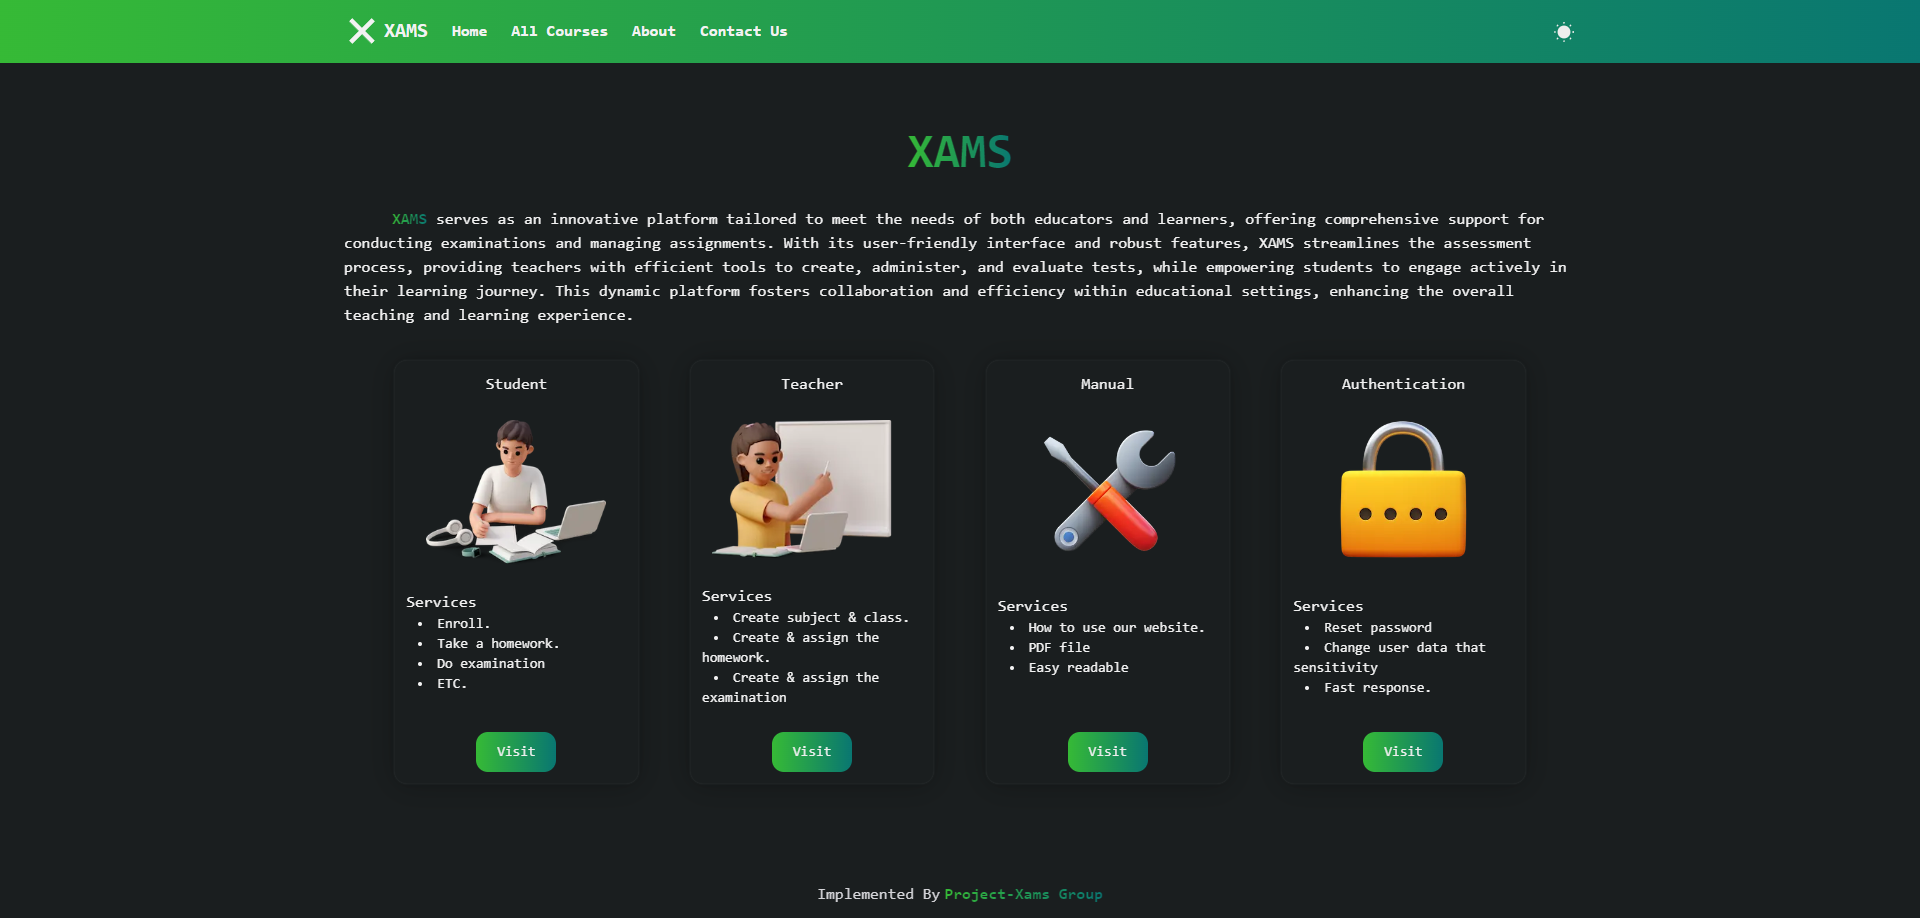 XAMS Home All Courses About Contact Us
XAMS
XAMS serves as an innovative platform tailored to meet the needs of both educators and learners, offering comprehensive support for
conducting examinations and managing assignments. With its user-friendly interface and robust features, XAMS streamlines the assessment
process, providing teachers with efficient tools to create, administer, and evaluate tests, while empowering students to engage actively in
their learning journey. This dynamic platform fosters collaboration and efficiency within educational settings, enhancing the overall
teaching and learning experience.
Student
Services
• Enroll.
• Take a homework.
• Do examination
• ETC.
Visit
Teacher
Services
• Create subject & class.
• Create & assign the
homework.
• Create & assign the
examination
Visit
Manual
Services
• How to use our website.
• PDF file
• Easy readable
Visit
Authentication
Services
• Reset password
• Change user data that
sensitivity
• Fast response.
Visit
Implemented By Project-Xams Group